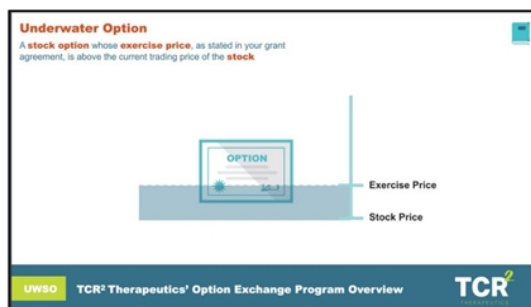 Underwater Option
A stock option whose exercise price, as stated in your grant
agreement, is above the current trading price of the stock
OPTION
Exercise Price
Stock Price
UWSO
TCR² Therapeutics' Option Exchange Program Overview
TCR²
THERAPEUTICS